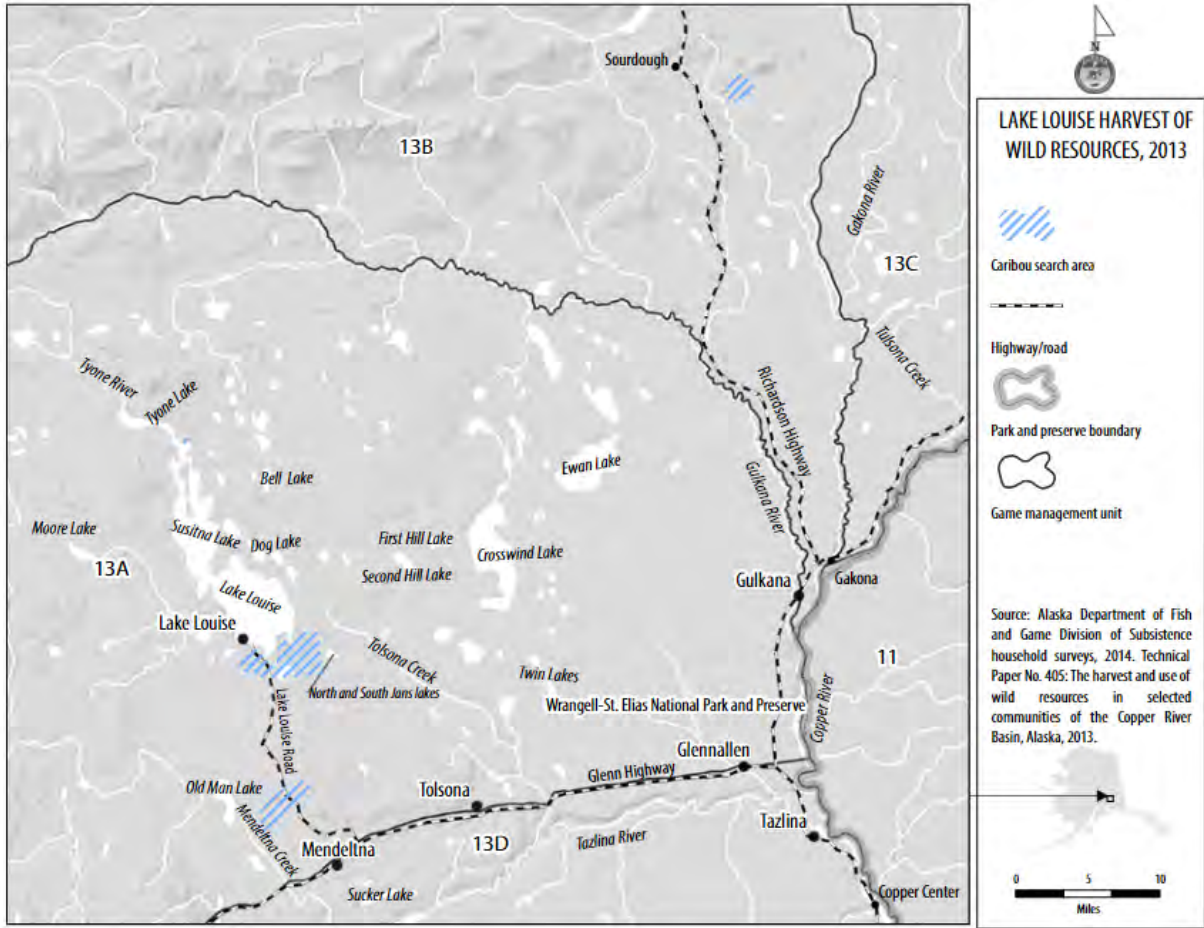 Sourdough
13B
Gakona River
13C
Tulsona Creek
Tyone River
Tyone Lake
Richardson Highway
Bell Lake
Ewan Lake
Gulkana River
Moore Lake
Susitna Lake
Dog Lake
First Hill Lake
Crosswind Lake
13A
Second Hill Lake
Gulkana
Gakona
Lake Louise
Lake Louise
Tolsona Creek
11
North and South Jans lakes
Twin Lakes
Wrangell-St. Elias National Park and Preserve
Copper River
Lake Louise Road
Glennallen
Glenn Highway
Old Man Lake
Tolsona
Mendeltna Creek
13D
Tazlina River
Tazlina
Mendeltna
Sucker Lake
Copper Center
N
LAKE LOUISE HARVEST OF
WILD RESOURCES, 2013
Caribou search area
Highway/road
Park and preserve boundary
Game management unit
Source: Alaska Department of Fish
and Game Division of Subsistence
household surveys, 2014. Technical
Paper No. 405: The harvest and use of
wild resources in selected
communities of the Copper River
Basin, Alaska, 2013.
0 5 10
Miles